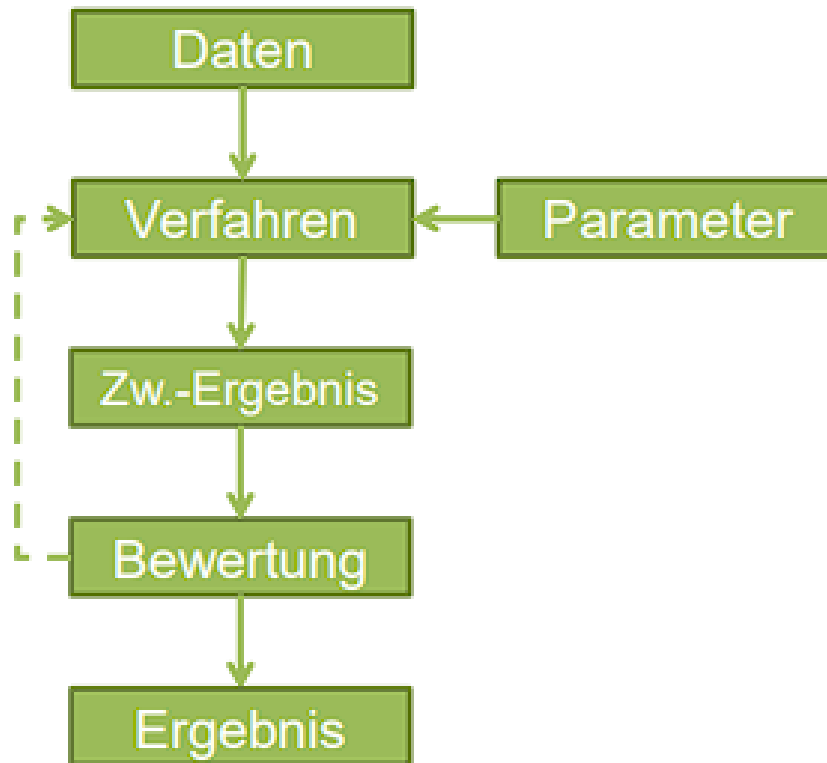 Daten
Verfahren
Parameter
Zw.-Ergebnis
Bewertung
Ergebnis